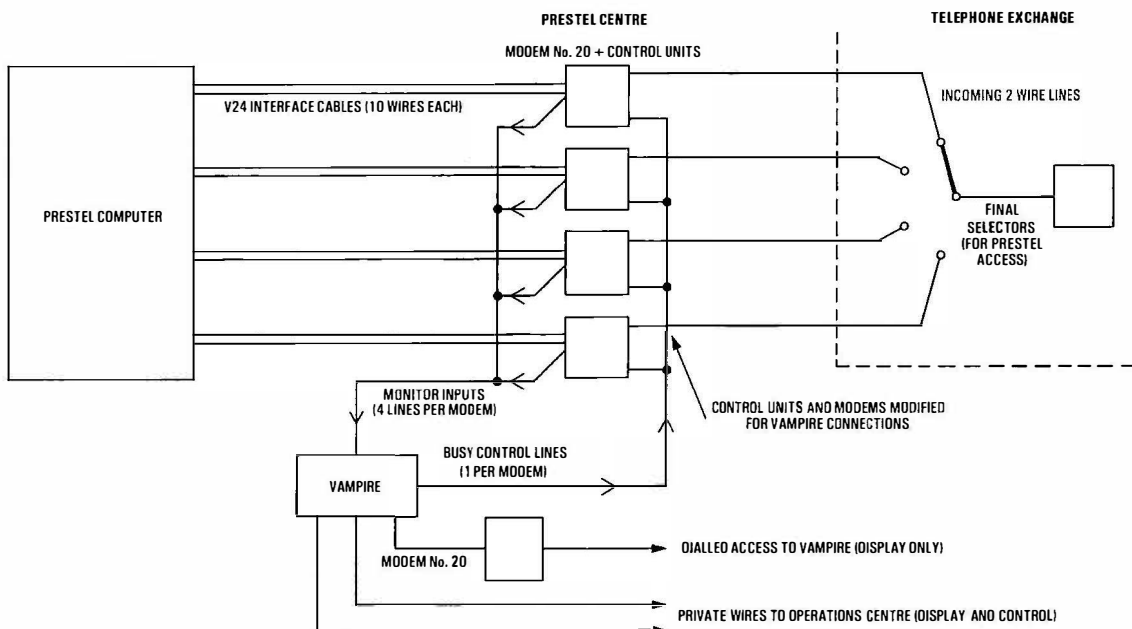 PRESTEL CENTRE
TELEPHONE EXCHANGE
MODEM No. 20 + CONTROL UNITS
V24 INTERFACE CABLES (10 WIRES EACH)
INCOMING 2 WIRE LINES
PRESTEL COMPUTER
FINAL
SELECTORS
(FOR PRESTEL
ACCESS)
MONITOR INPUTS
(4 LINES PER MODEM)
CONTROL UNITS AND MODEMS MODIFIED
FOR VAMPIRE CONNECTIONS
BUSY CONTROL LINES
(1 PER MODEM)
VAMPIRE
MODEM No. 20
DIALLED ACCESS TO VAMPIRE (DISPLAY ONLY)
PRIVATE WIRES TO OPERATIONS CENTRE (DISPLAY AND CONTROL)